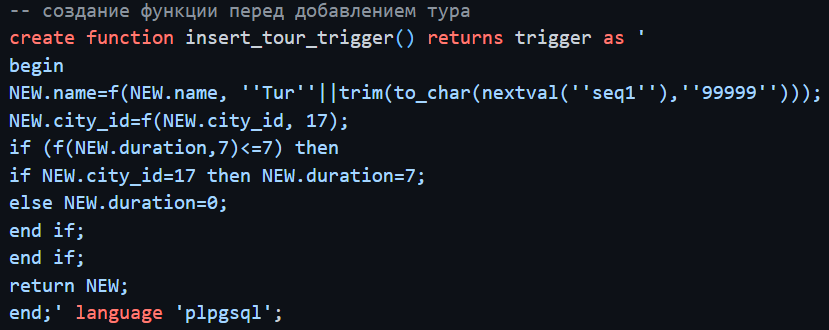 -- создание функции перед добавлением тура
create function insert_tour_trigger() returns trigger as '
begin
NEW.name=f(NEW.name, ''Tur''||trim(to_char(nextval(''seq1''),''99999'')));
NEW.city_id=f(NEW.city_id, 17);
if (f(NEW.duration,7)<=7) then
if NEW.city_id=17 then NEW.duration=7;
else NEW.duration=0;
end if;
end if;
return NEW;
end;' language 'plpgsql';